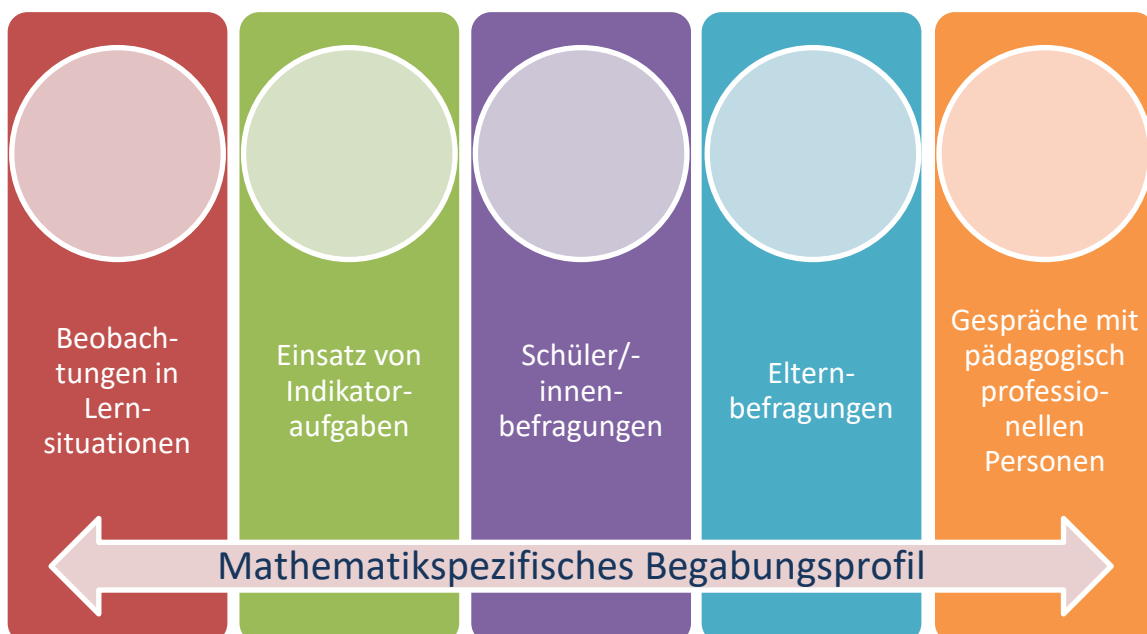 Beobach-
tungen in
Lern-
situationen
Einsatz von
Indikator-
aufgaben
Schüler/-
innen-
befragungen
Eltern-
befragungen
Gespräche mit
pädagogisch
professio-
nellen
Personen
Mathematikspezifisches Begabungsprofil